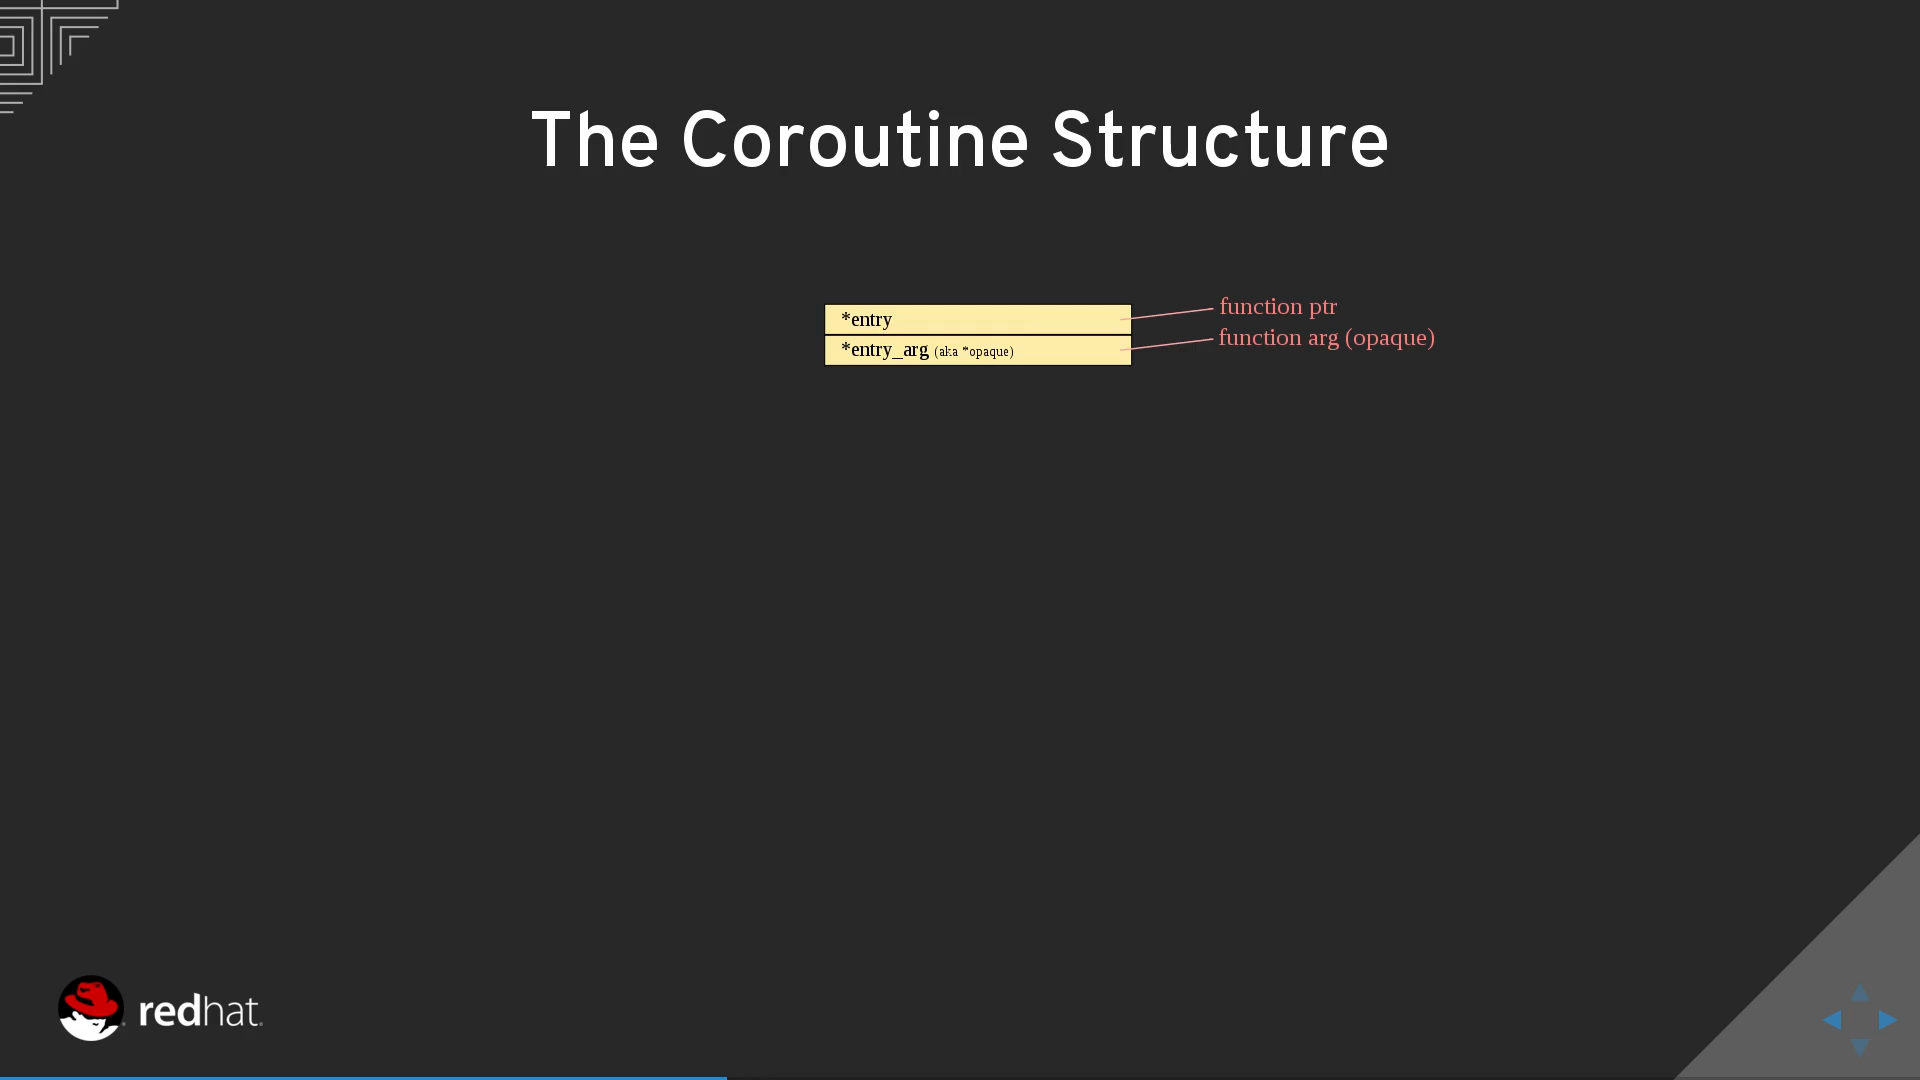 The Coroutine Structure
*entry
function ptr
*entry_arg (aka *opaque)
function arg (opaque)
redhat.